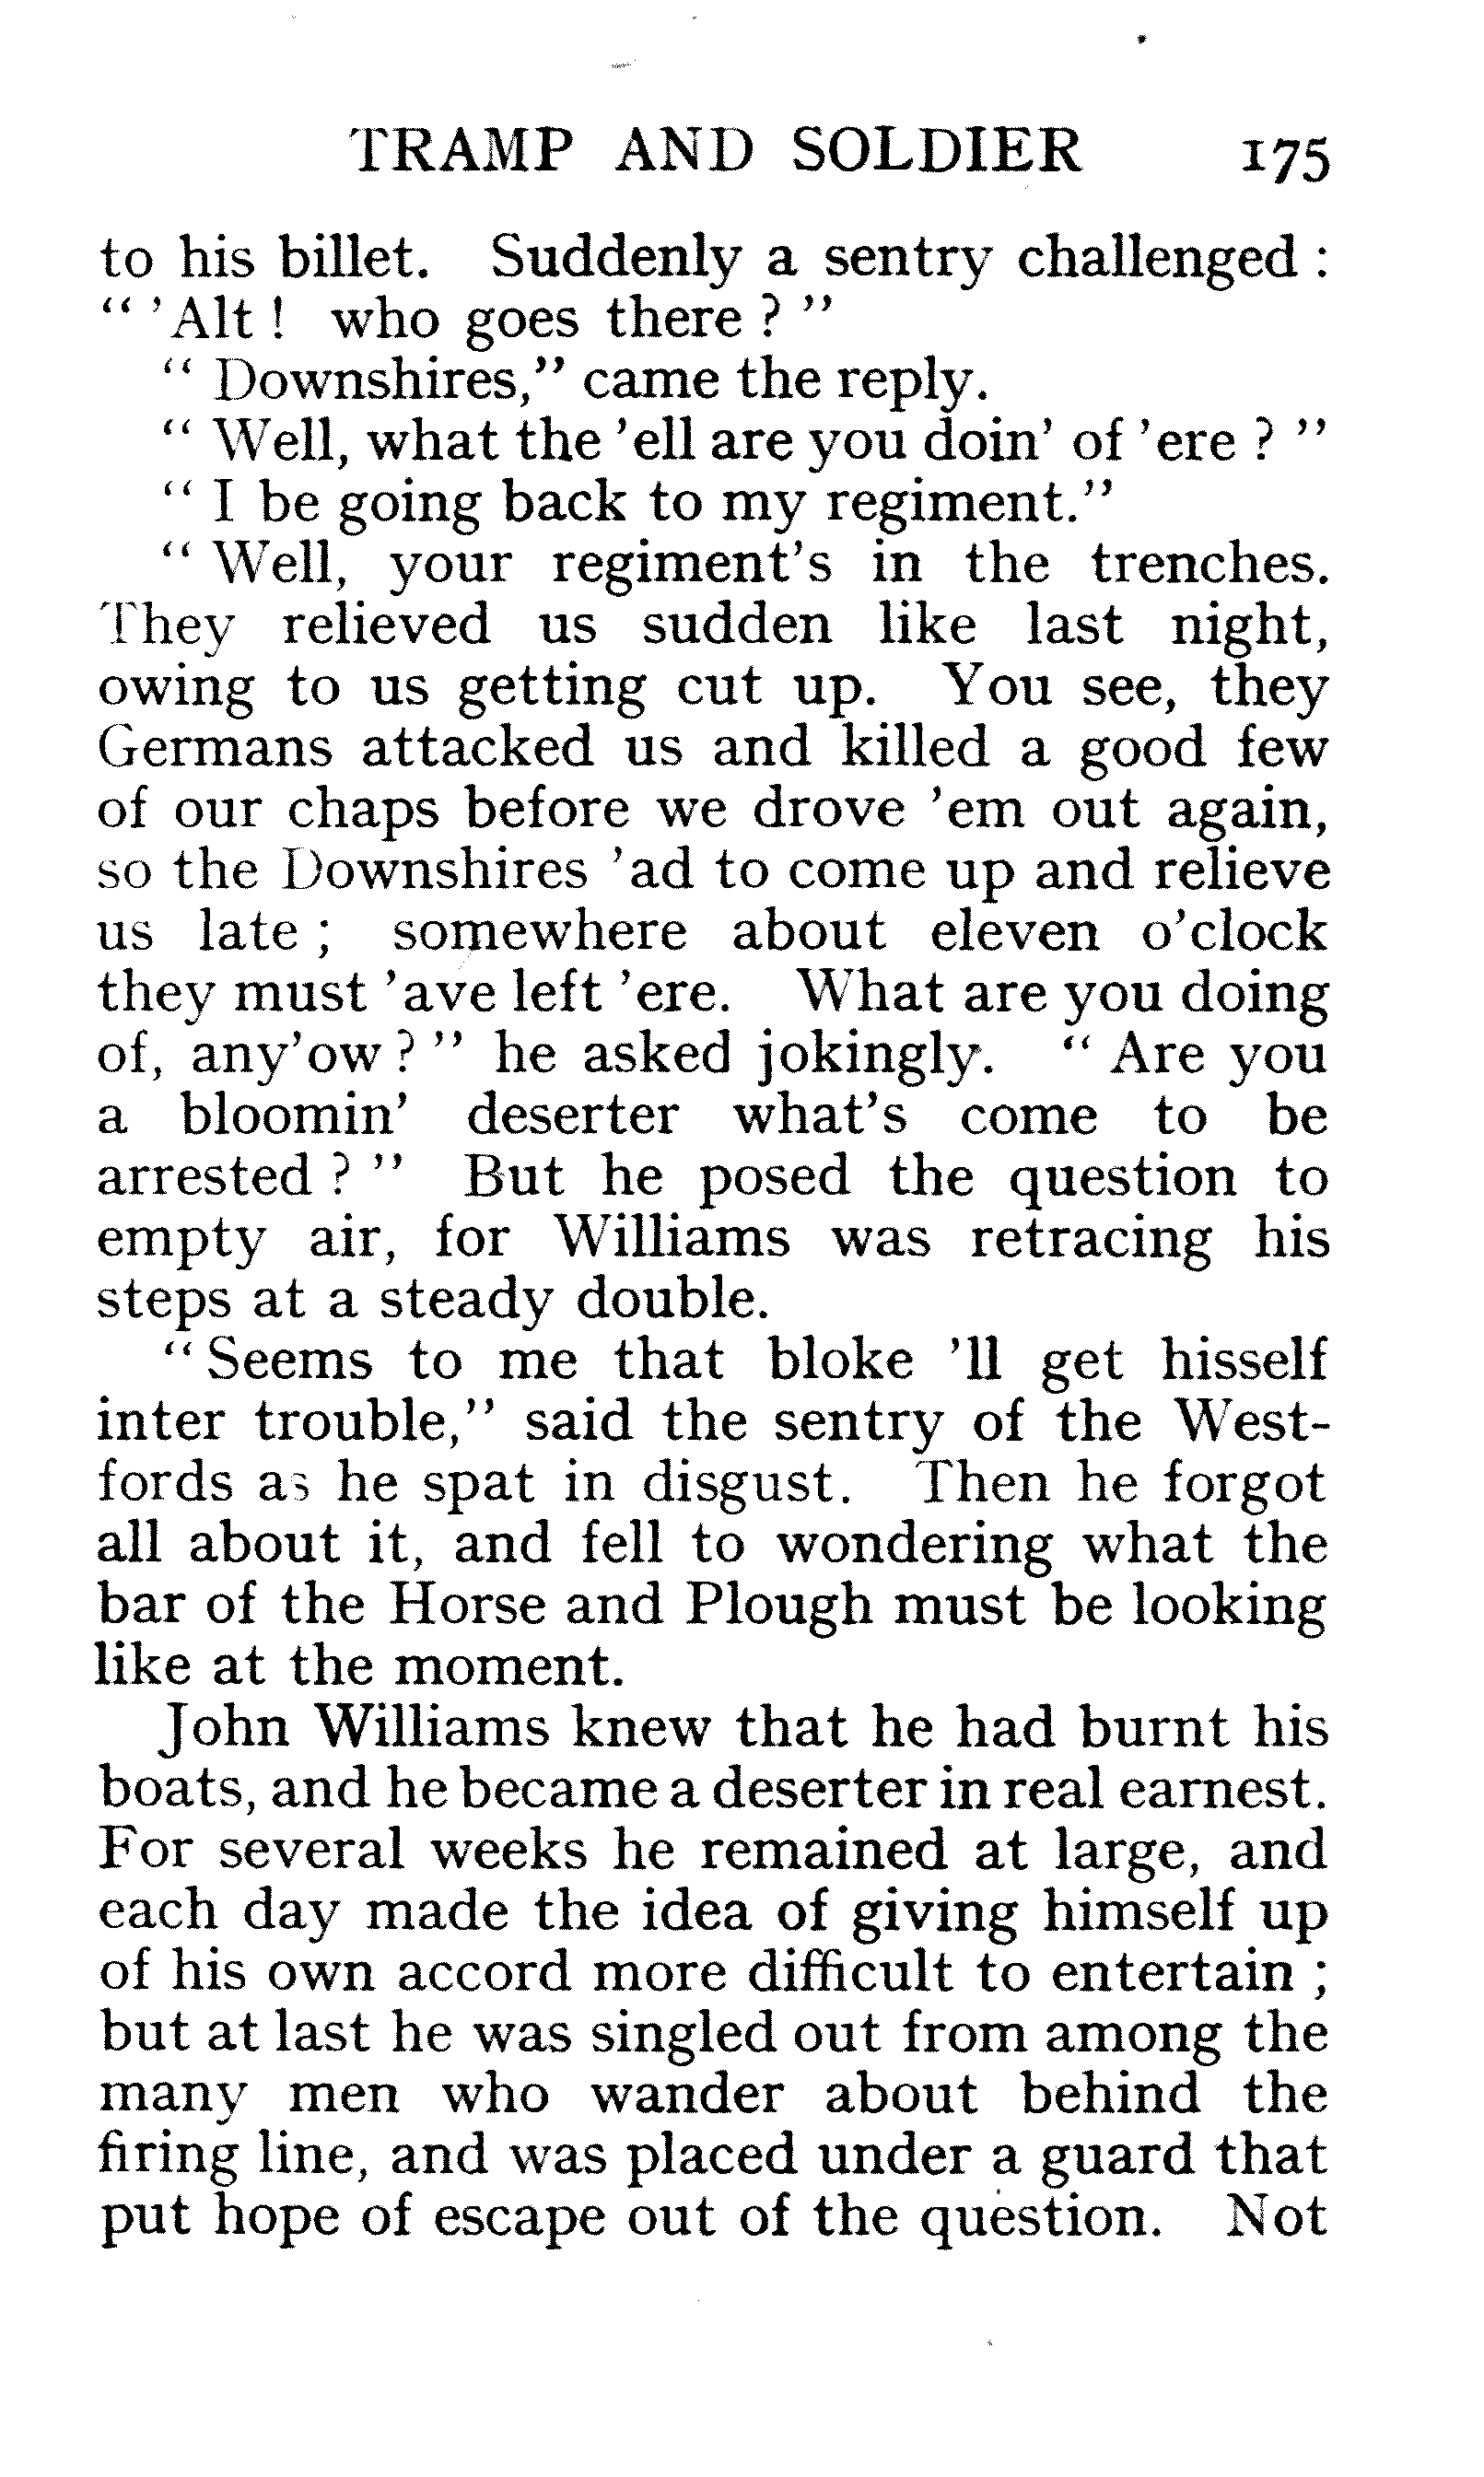 TRAMP AND SOLDIER 175
to his billet. Suddenly a sentry challenged :
“ 'Alt ! who goes there ? ”
“ Downshires,” came the reply.
“ Well, what the 'ell are you doin' of 'ere ? ”
“ I be going back to my regiment.”
“ Well, your regiment's in the trenches.
They relieved us sudden like last night,
owing to us getting cut up. You see, they
Germans attacked us and killed a good few
of our chaps before we drove 'em out again,
so the Downshires 'ad to come up and relieve
us late ; somewhere about eleven o'clock
they must 'ave left 'ere. What are you doing
of, any'ow ? ” he asked jokingly. “ Are you
a bloomin' deserter what's come to be
arrested ? ” But he posed the question to
empty air, for Williams was retracing his
steps at a steady double.
“ Seems to me that bloke 'll get hisself
inter trouble,” said the sentry of the West-
fords as he spat in disgust. Then he forgot
all about it, and fell to wondering what the
bar of the Horse and Plough must be looking
like at the moment.
John Williams knew that he had burnt his
boats, and he became a deserter in real earnest.
For several weeks he remained at large, and
each day made the idea of giving himself up
of his own accord more difficult to entertain ;
but at last he was singled out from among the
many men who wander about behind the
firing line, and was placed under a guard that
put hope of escape out of the question. Not